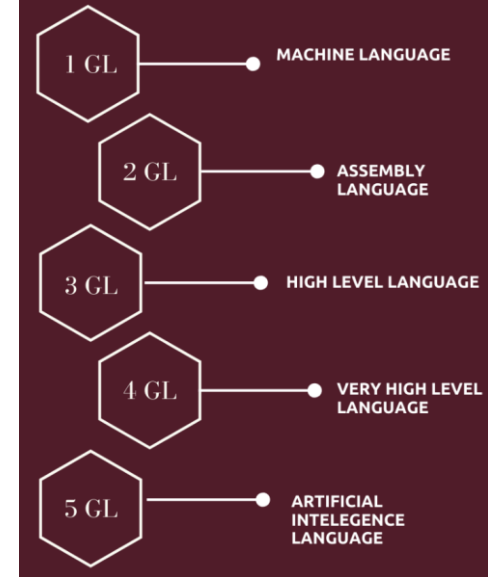 1 GL
MACHINE LANGUAGE
2 GL
ASSEMBLY
LANGUAGE
3 GL
HIGH LEVEL LANGUAGE
4 GL
VERY HIGH LEVEL
LANGUAGE
5 GL
ARTIFICIAL
INTELEGENCE
LANGUAGE